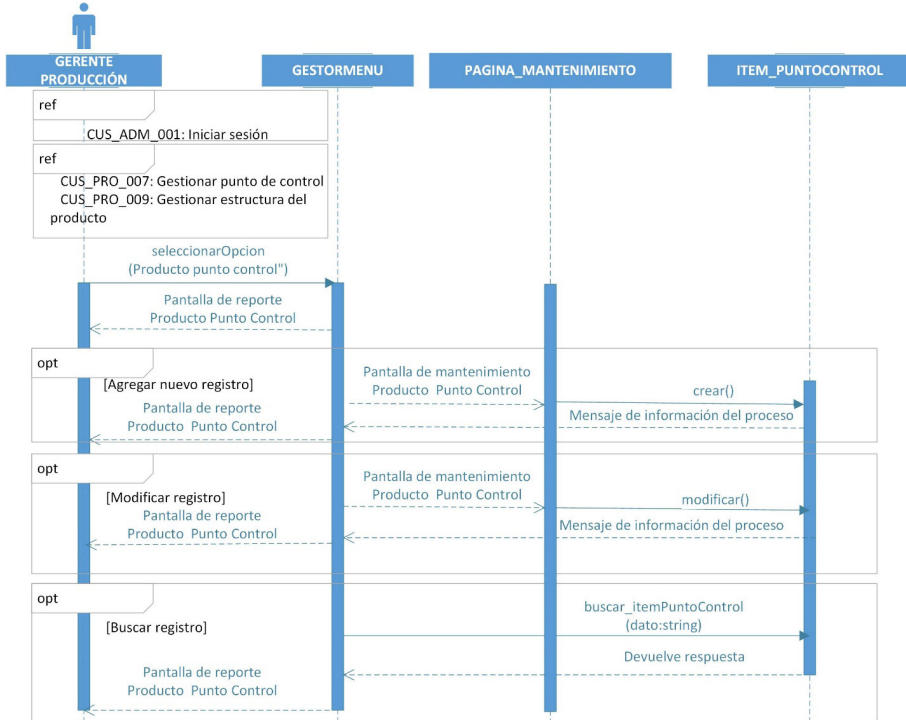 GERENTE
PRODUCCIÓN
GESTORMENU
PAGINA_MANTENIMIENTO
ITEM_PUNTOCONTROL
ref
CUS_ADM_001: Iniciar sesión
ref
CUS_PRO_007: Gestionar punto de control
CUS_PRO_009: Gestionar estructura del
producto
seleccionarOpcion
(Producto punto control")
Pantalla de reporte
Producto Punto Control
opt
[Agregar nuevo registro]
Pantalla de mantenimiento
Producto Punto Control
crear()
Mensaje de información del proceso
Pantalla de reporte
Producto Punto Control
opt
[Modificar registro]
Pantalla de mantenimiento
Producto Punto Control
modificar()
Mensaje de información del proceso
Pantalla de reporte
Producto Punto Control
opt
[Buscar registro]
buscar_itemPuntoControl
(dato:string)
Devuelve respuesta
Pantalla de reporte
Producto Punto Control